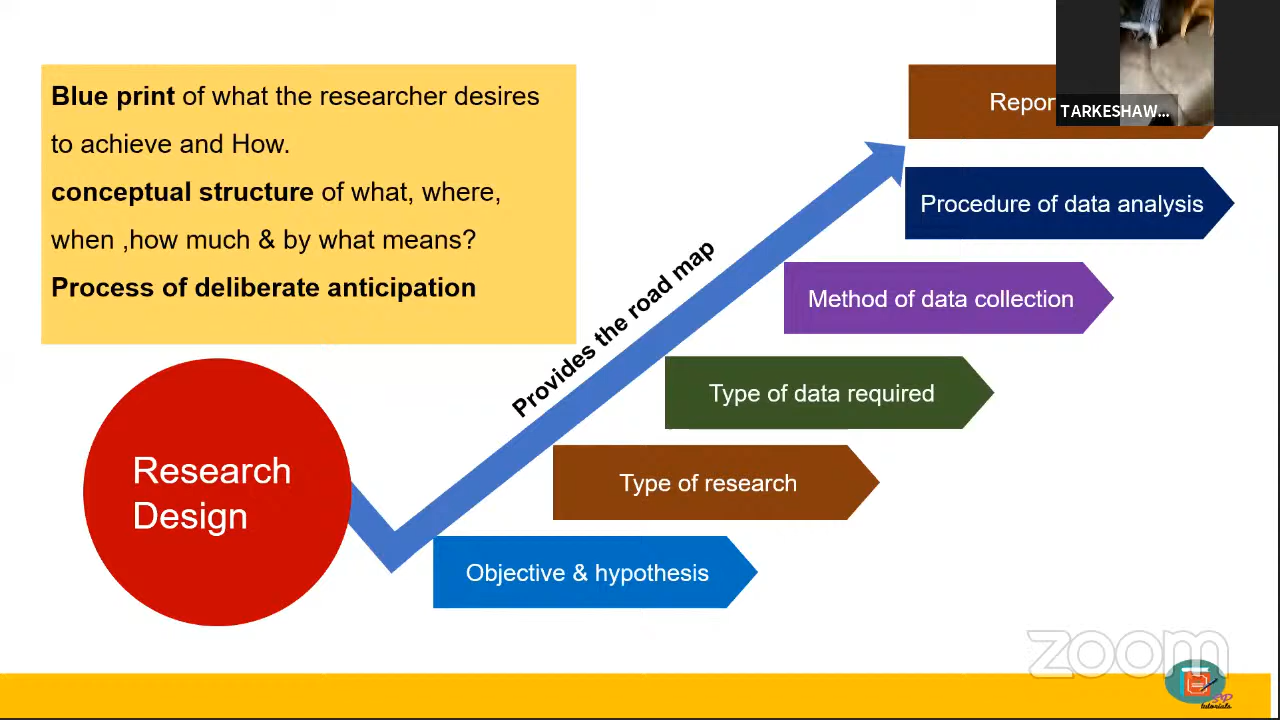 Blue print of what the researcher desires
to achieve and How.
conceptual structure of what, where,
when ,how much & by what means?
Process of deliberate anticipation
Research
Design
Provides the road map
TARKESHAW...
Procedure of data analysis
Method of data collection
Type of data required
Type of research
Objective & hypothesis
zoom
tutorials